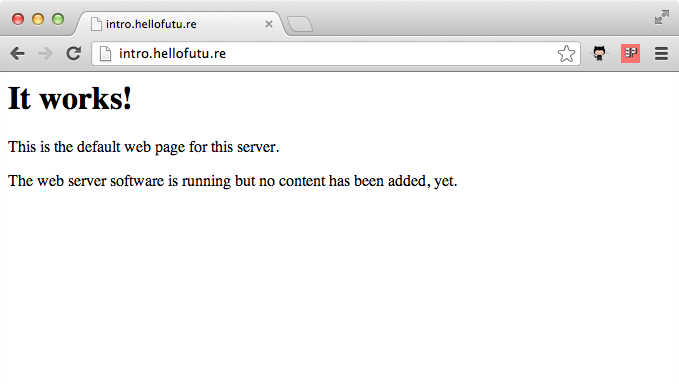 intro.hellofutu.re
intro.hellofutu.re
It works!
This is the default web page for this server.
The web server software is running but no content has been added, yet.